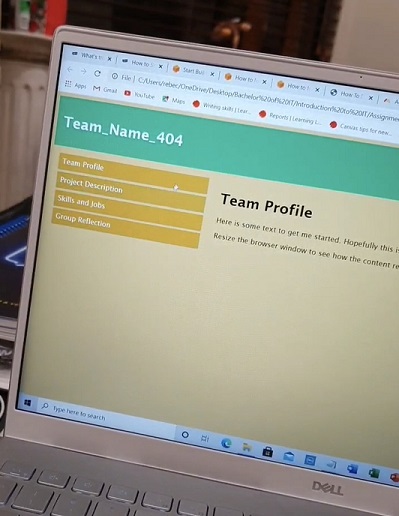 What's
How to S
Start Bui
How to
How to S
How To
File | C:/Users/rebec/OneDrive/Desktop/Bachelor%20of%20IT/Introduction%20to%20IT/Assignme
Apps Gmail YouTube Maps Writing skills | Lear... Reports | Learning L... Canvas tips for new...
Team_Name_404
Team Profile
Project Description
Skills and Jobs
Group Reflection
Team Profile
Here is some text to get me started. Hopefully this is
Resize the browser window to see how the content re
Type here to search
DELL